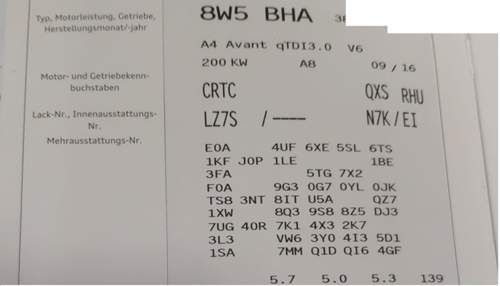 Typ, Motorleistung, Getriebe,
Herstellungsmonat/-jahr
8W5 BHA
A4 Avant qTDI3.0 V6
200 KW A8 09 / 16
Motor- und Getriebekenn-
buchstaben
CRTC QXS RHU
Lack-Nr., Innenausstattungs-
Nr.
LZ7S /---- N7K/EI
Mehrausstattungs-Nr.
E0A 4UF 6XE 5SL 6TS
1KF J0P 1LE 1BE
3FA 5TG 7X2
F0A 9G3 0G7 0YL 0JK
TS8 3NT 8IT U5A QZ7
1XW 8Q3 9S8 8Z5 DJ3
7UG 40R 7K1 4X3 2K7
3L3 VW6 3Y0 4I3 5D1
1SA 7MM Q1D QI6 4GF
5.7 5.0 5.3 139